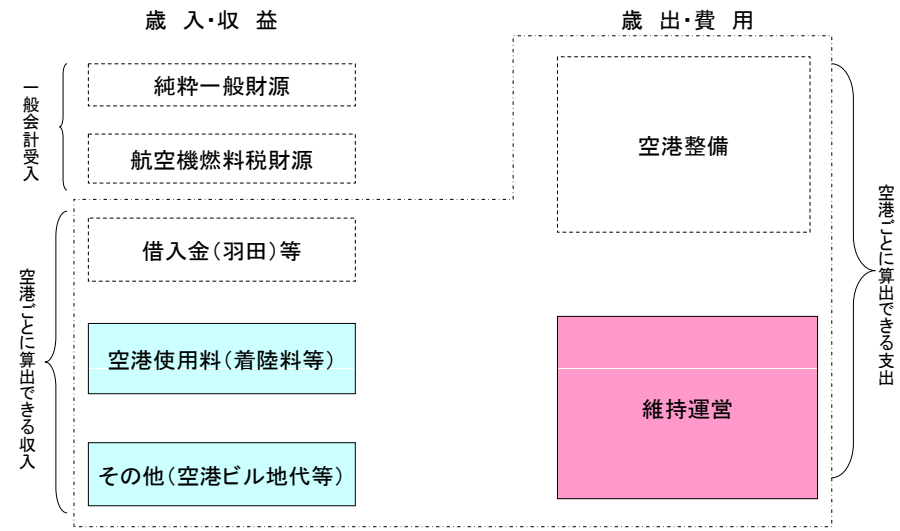 歳 入・収 益
歳 出・費 用
一般会計受入
純粋一般財源
航空機燃料税財源
空港ごとに算出できる収入
借入金(羽田)等
空港使用料(着陸料等)
その他(空港ビル地代等)
空港整備
維持運営
空港ごとに算出できる支出